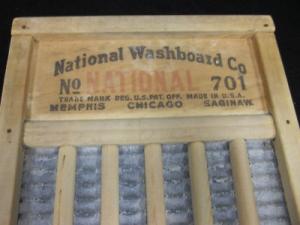 National Washboard Co
No NATIONAL 701
TRADE MARK REG. U.S. PAT. OFF. MADE IN U.S.A.
MEMPHIS CHICAGO SAGINAW